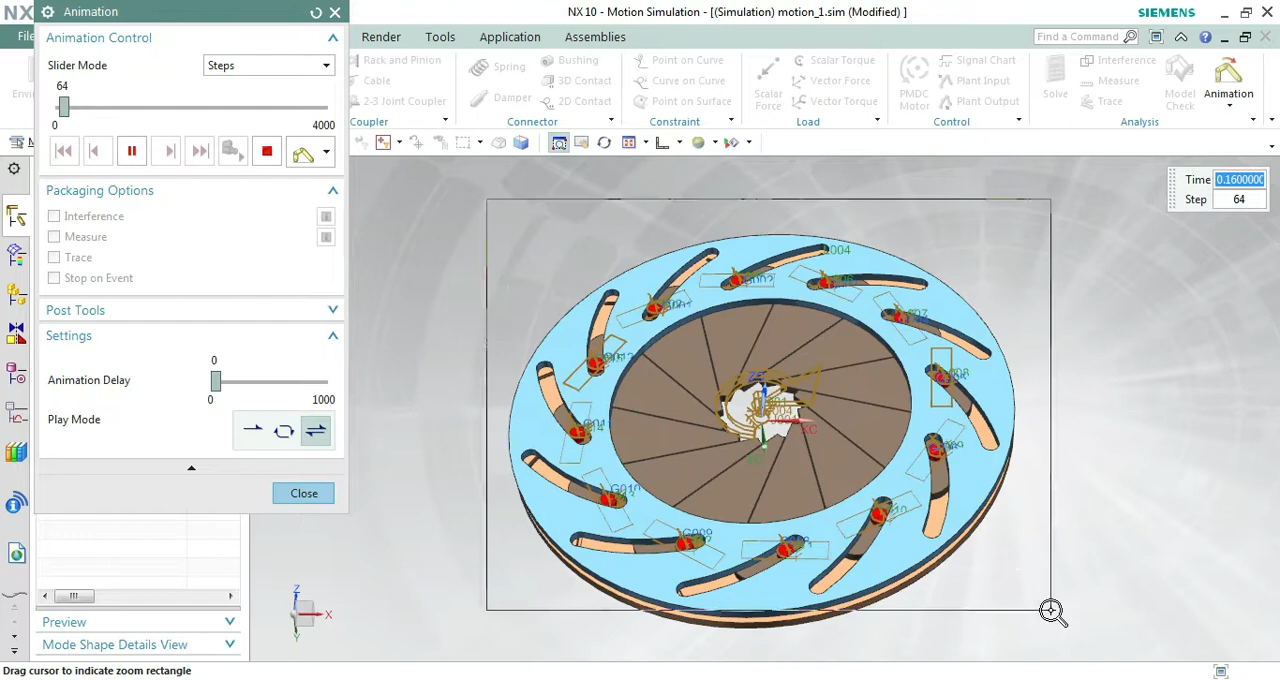 NX
Animation
NX 10 - Motion Simulation - [(Simulation) motion_1.sim (Modified) ]
SIEMENS
File
Render
Tools
Application
Assemblies
Find a Command
Animation Control
Slider Mode
Steps
64
0
4000
Rack and Pinion
Cable
2-3 Joint Coupler
Coupler
Spring
Damper
Bushing
3D Contact
2D Contact
Connector
Point on Curve
Curve on Curve
Point on Surface
Constraint
Scalar Force
Scalar Torque
Vector Force
Vector Torque
Load
PMDC Motor
Signal Chart
Plant Input
Plant Output
Control
Solve
Interference
Measure
Trace
Model Check
Animation
Analysis
Packaging Options
Interference
Measure
Trace
Stop on Event
Post Tools
Settings
0
Animation Delay
0
1000
Play Mode
Close
Time 0.1600000
Step 64
XC
Z
X
Y
Preview
Mode Shape Details View
Drag cursor to indicate zoom rectangle